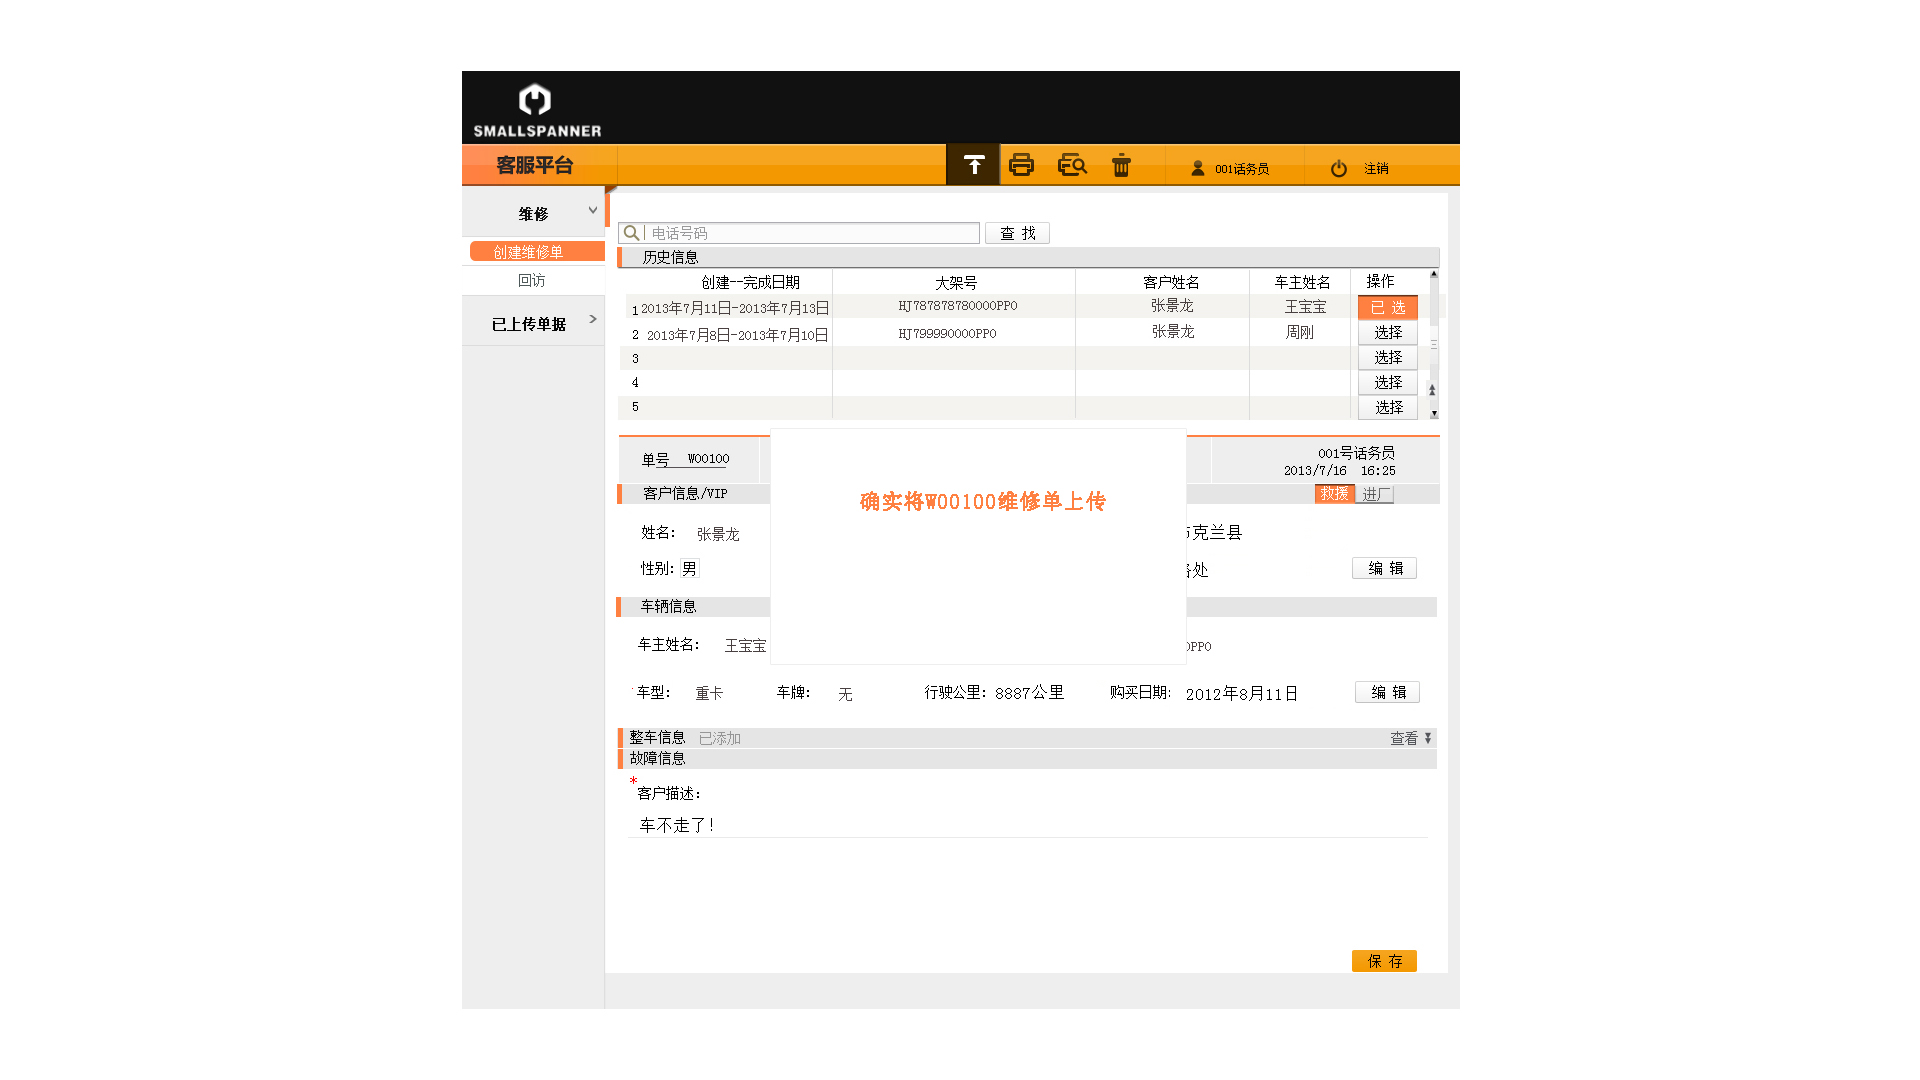 SMALLSPANNER
客服平台
001话务员
注销
维修
创建维修单
回访
已上传单据
电话号码
查 找
历史信息
创建--完成日期 大架号 客户姓名 车主姓名 操作
1 2013年7月11日-2013年7月13日 HJ787878780000PPO 张景龙 王宝宝 已 选
2 2013年7月8日-2013年7月10日 HJ799990000PPO 张景龙 周刚 选择
3 选择
4 选择
5 选择
单号 W00100
001号话务员
2013/7/16 16:25
客户信息/VIP
救援 进厂
确实将W00100维修单上传
姓名: 张景龙
克兰县
性别: 男
处
编 辑
车辆信息
车主姓名: 王宝宝
PPO
车型: 重卡 车牌: 无 行驶公里: 8887公里 购买日期: 2012年8月11日 编 辑
整车信息 已添加 查看
故障信息
*
客户描述:
车不走了!
保 存